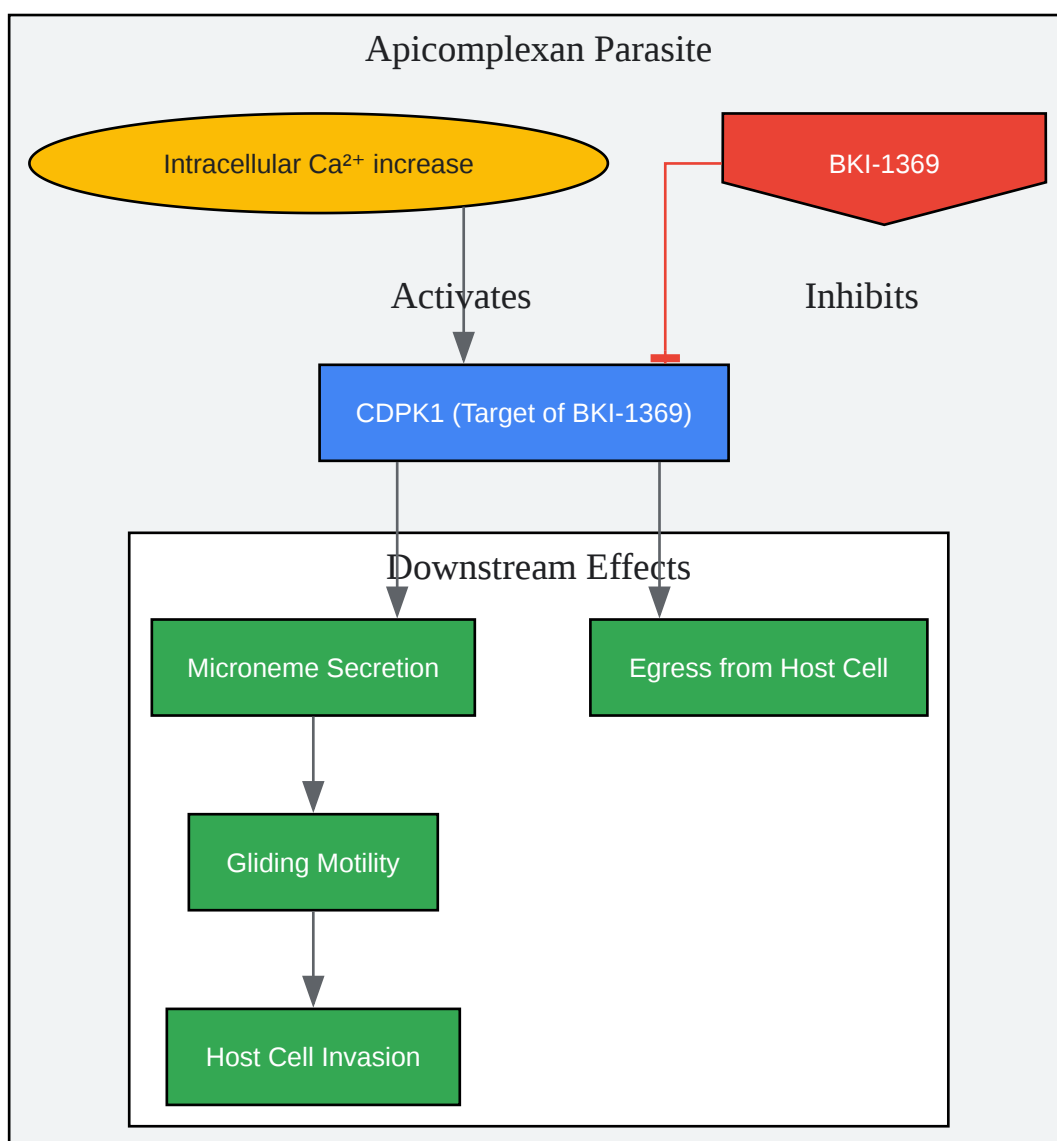 Apicomplexan Parasite
Intracellular Ca²⁺ increase
BKI-1369
Activates
Inhibits
CDPK1 (Target of BKI-1369)
Downstream Effects
Microneme Secretion
Egress from Host Cell
Gliding Motility
Host Cell Invasion